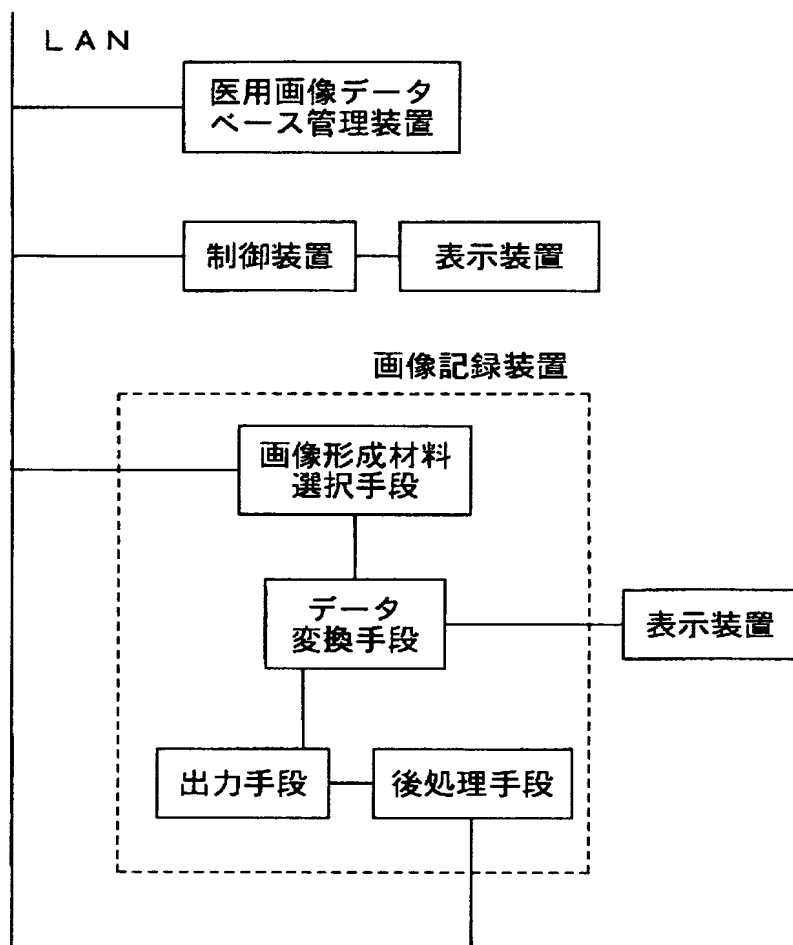 LAN
医用画像データ
ベース管理装置
制御装置
表示装置
画像記録装置
画像形成材料
選択手段
データ
変換手段
表示装置
出力手段
後処理手段